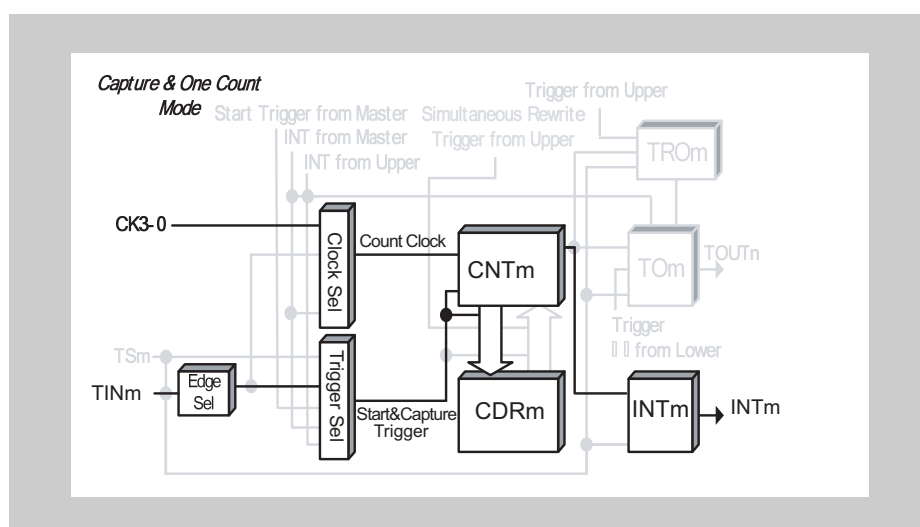 Capture & One Count
Mode
Trigger from Upper
Start Trigger from Master
Simultaneous Rewrite
INT from Master
Trigger from Upper
INT from Upper
TROm
CK3-0
Clock Sel
Count Clock
CNTm
TOm
TOUTn
Trigger
from Lower
TSm
TINm
Edge
Sel
Trigger Sel
Start&Capture
Trigger
CDRm
INTm
INTm